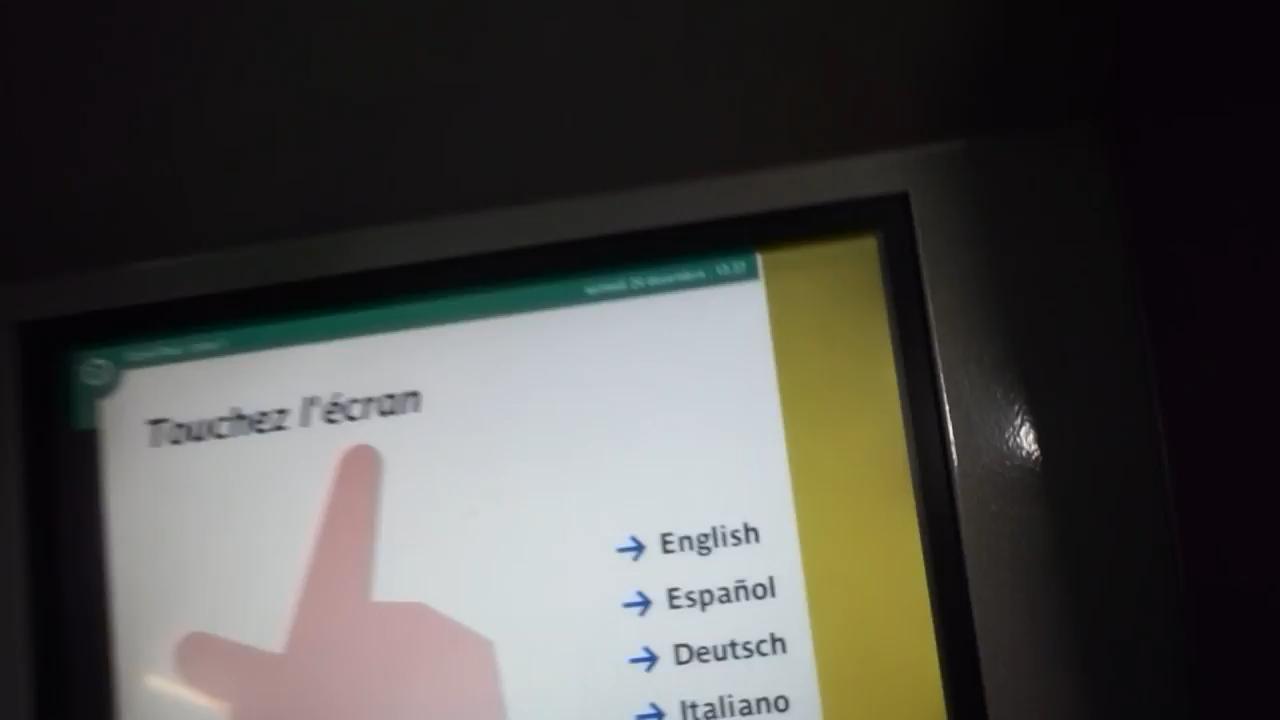 Touchez l'écran
English
Español
Deutsch
Italiano